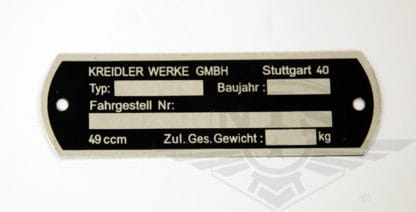 KREIDLER WERKE GMBH Stuttgart 40
Typ: Baujahr:
Fahrgestell Nr:
49 ccm Zul. Ges. Gewicht: kg